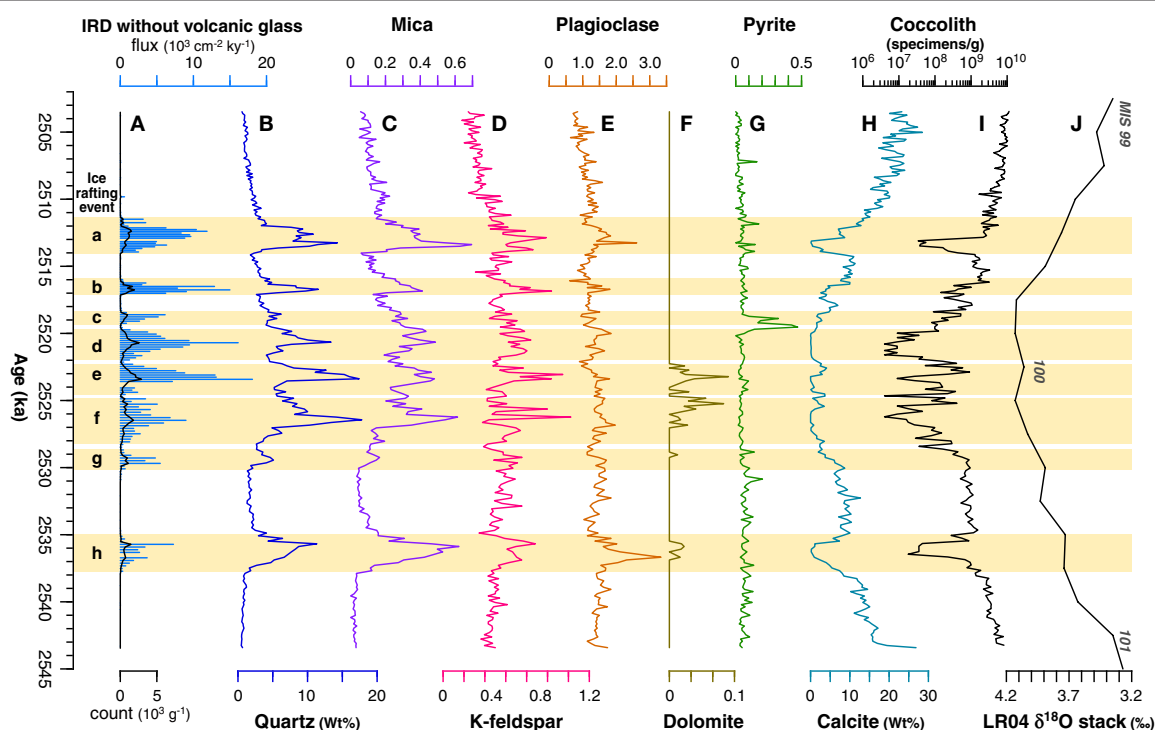 IRD without volcanic glass
flux (10³ cm⁻² ky⁻¹)
0 10 20
Mica
0 0.2 0.4 0.6
Plagioclase
0 1.0 2.0 3.0
Pyrite
0 0.5
Coccolith
(specimens/g)
10⁶ 10⁷ 10⁸ 10⁹ 10¹⁰
A B C D E F G H I J
MIS 99
100
101
Age (ka)
2505
2510
2515
2520
2525
2530
2535
2540
2545
Ice
rafting
event
a
b
c
d
e
f
g
h
0 5
count (10³ g⁻¹)
0 10 20
Quartz (Wt%)
0 0.4 0.8 1.2
K-feldspar
0 0.1
Dolomite
0 10 20 30
Calcite (Wt%)
4.2 3.7 3.2
LR04 δ¹⁸O stack (‰)